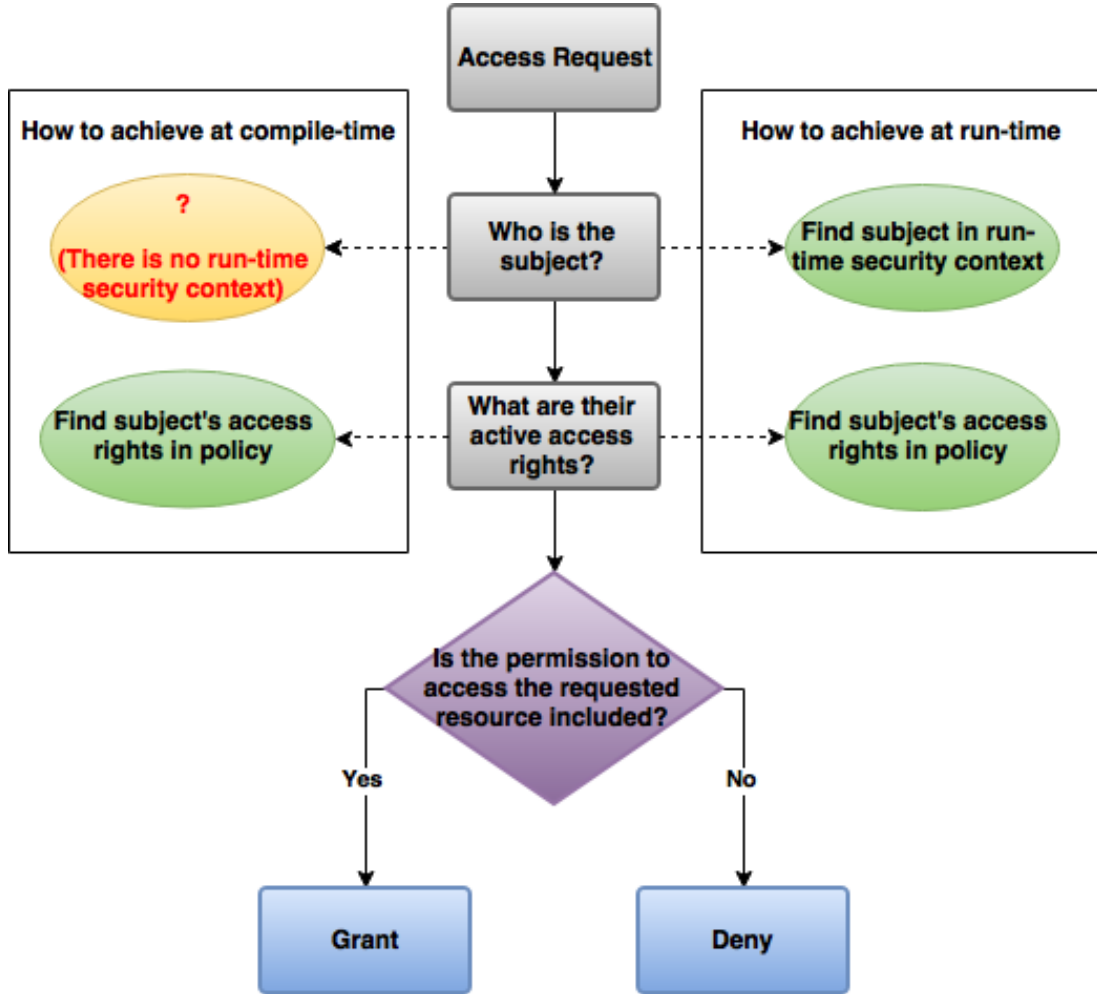 Access Request
How to achieve at compile-time
How to achieve at run-time
?
(There is no run-time
security context)
Who is the
subject?
Find subject in run-
time security context
Find subject's access
rights in policy
What are their
active access
rights?
Find subject's access
rights in policy
Is the permission to
access the requested
resource included?
Yes
No
Grant
Deny